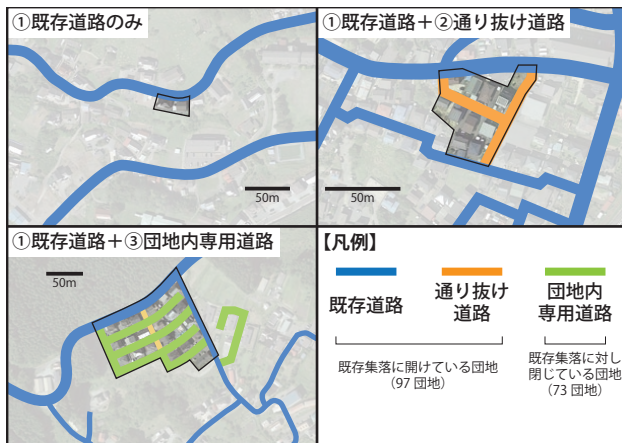 ①既存道路のみ
50m
①既存道路＋②通り抜け道路
50m
①既存道路＋③団地内専用道路
50m
【凡例】
既存道路
通り抜け
道路
団地内
専用道路
既存集落に開けている団地
（97 団地）
既存集落に対し
閉じている団地
（73 団地）